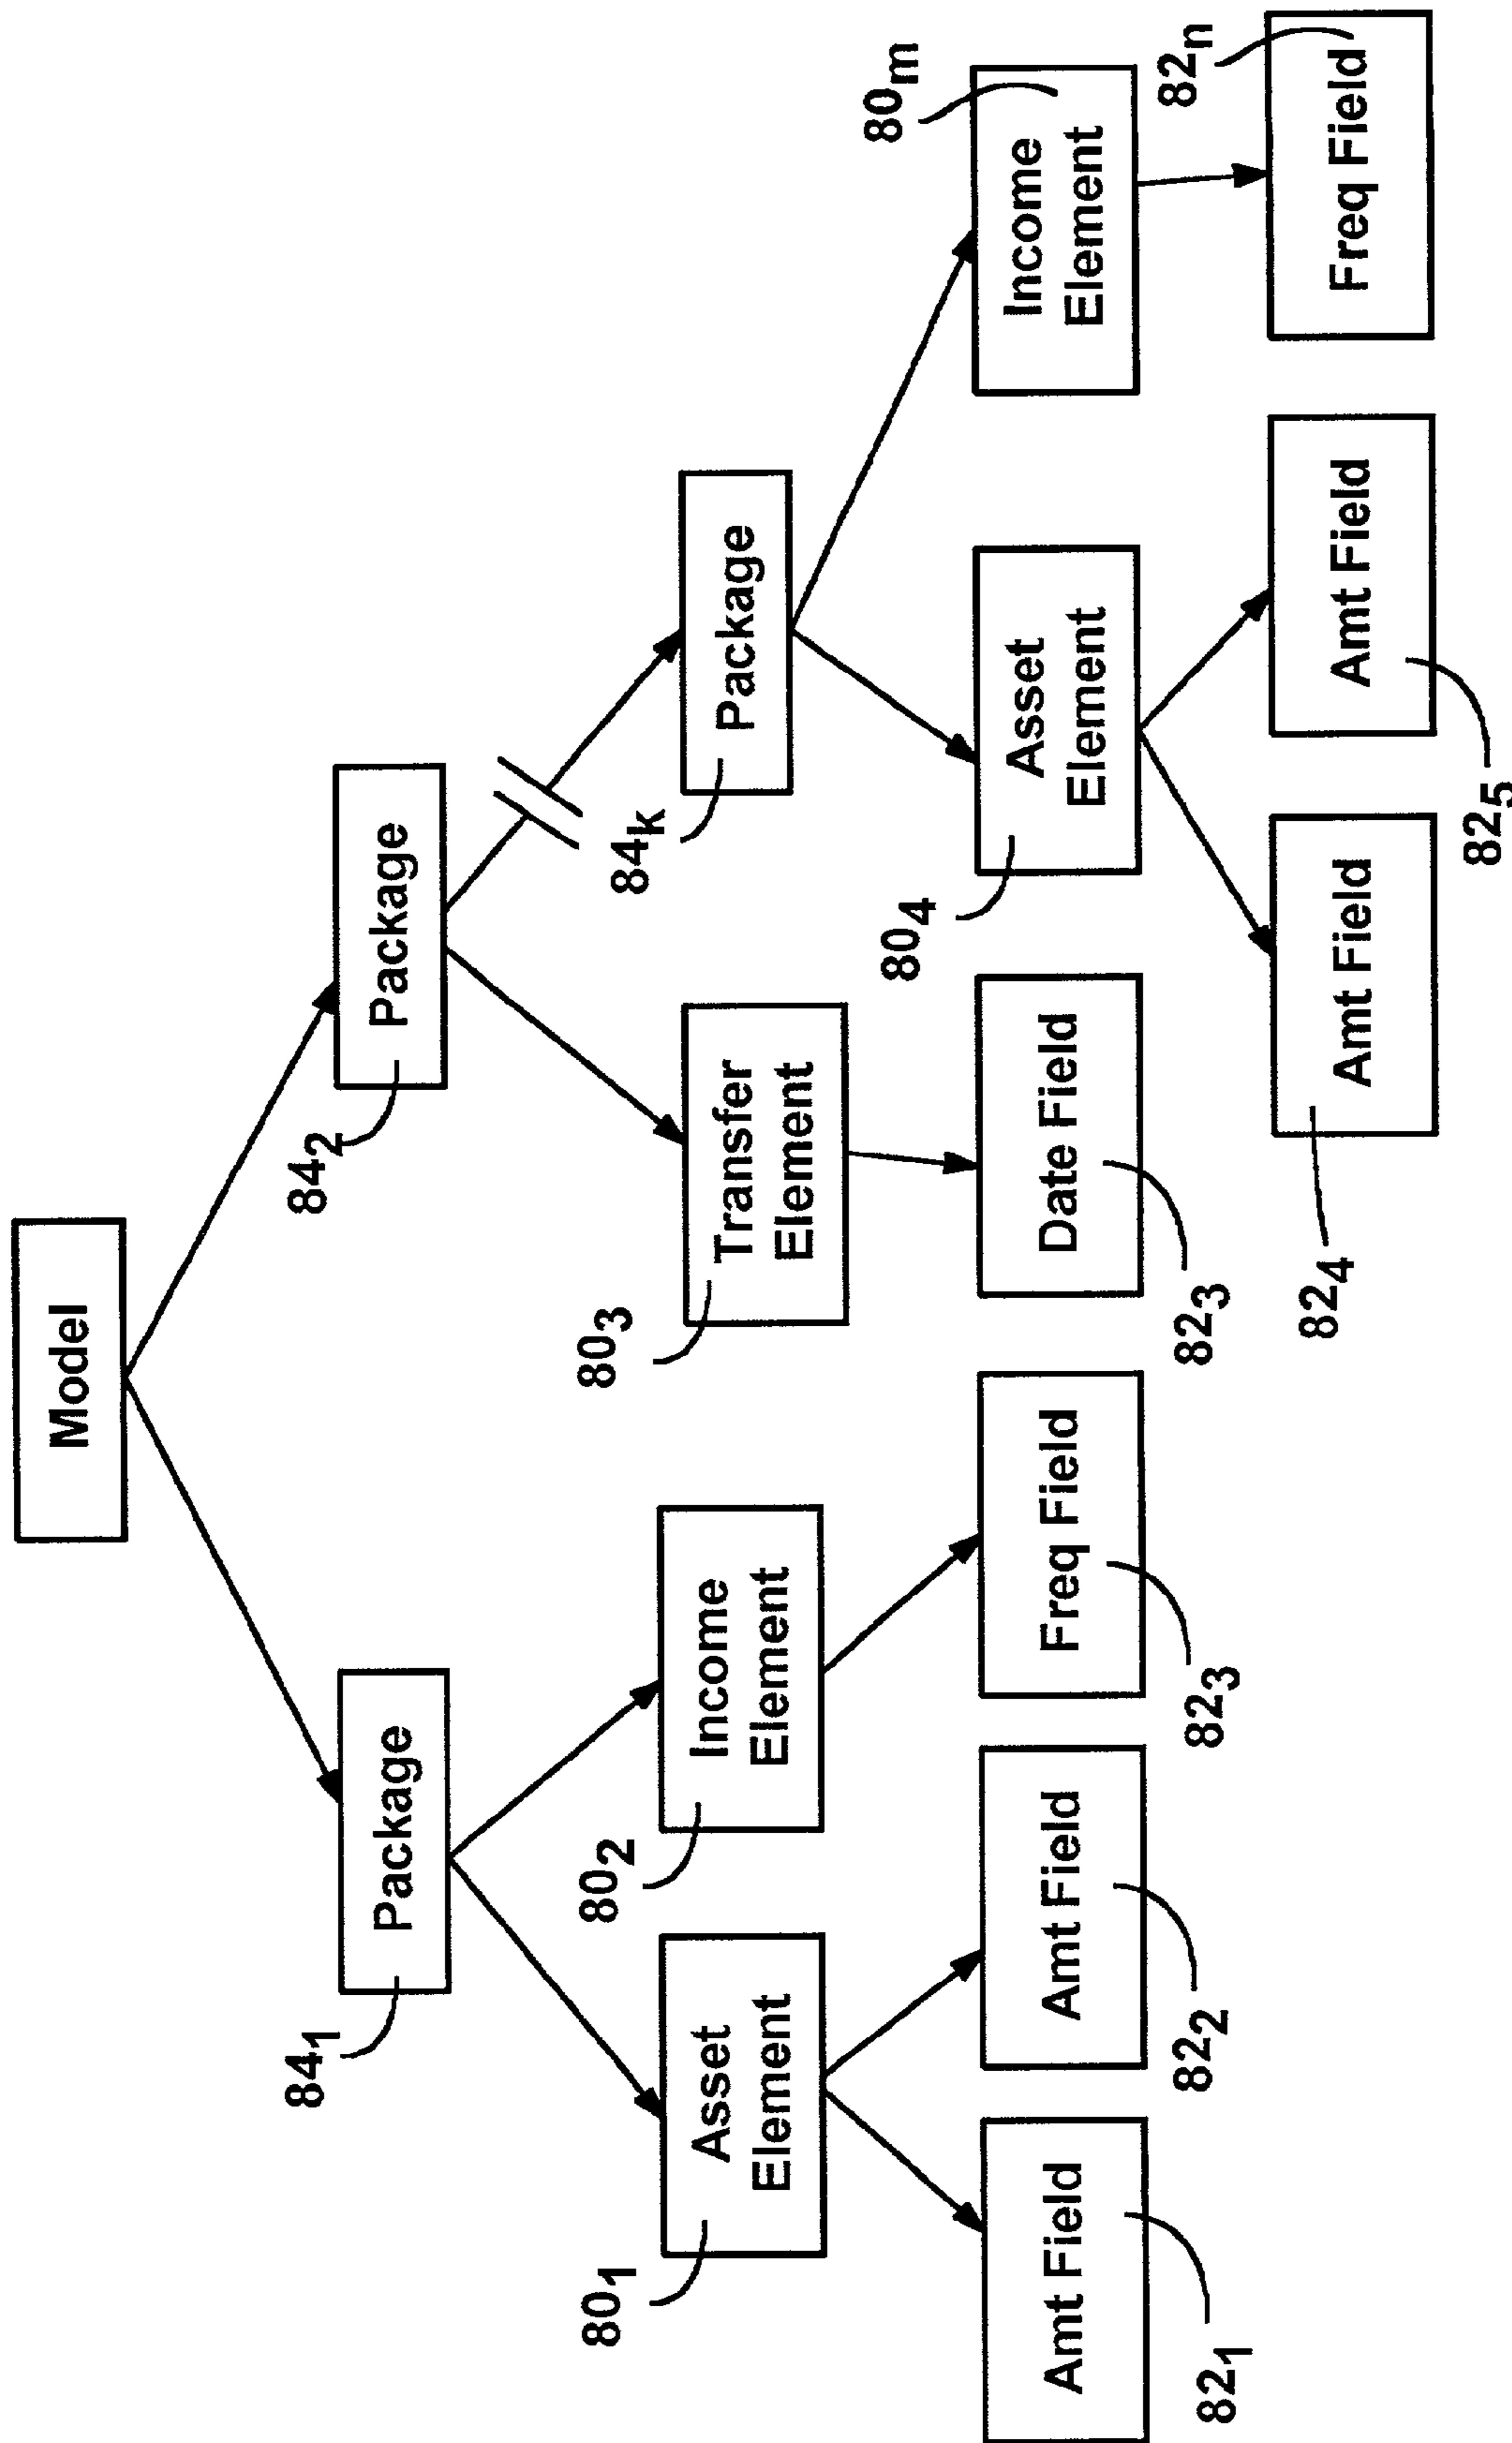 Model
Package
84₁
Package
84₂
Asset
Element
80₁
Income
Element
80₂
Transfer
Element
80₃
Package
84k
Amt Field
82₁
Amt Field
82₂
Freq Field
82₃
Date Field
82₃
Asset
Element
80₄
Income
Element
80m
Amt Field
82₄
Amt Field
82₅
Freq Field
82n